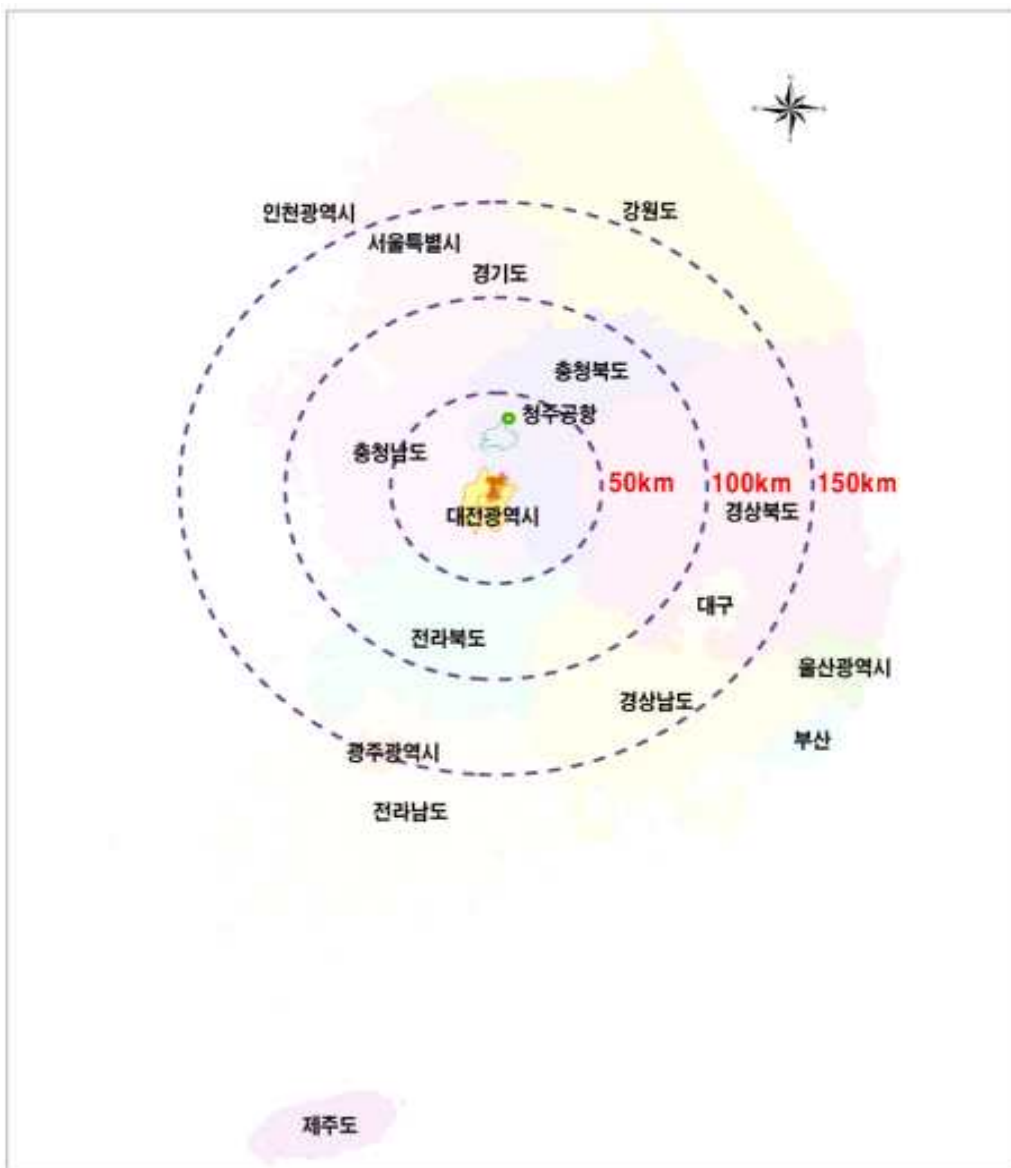 인천광역시
강원도
서울특별시
경기도
충청북도
청주공항
충청남도
50km
100km
150km
경상북도
대전광역시
대구
전라북도
울산광역시
경상남도
부산
광주광역시
전라남도
제주도